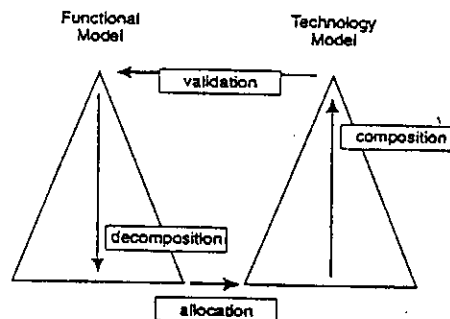 Functional
Model
Technology
Model
validation
composition
decomposition
allocation